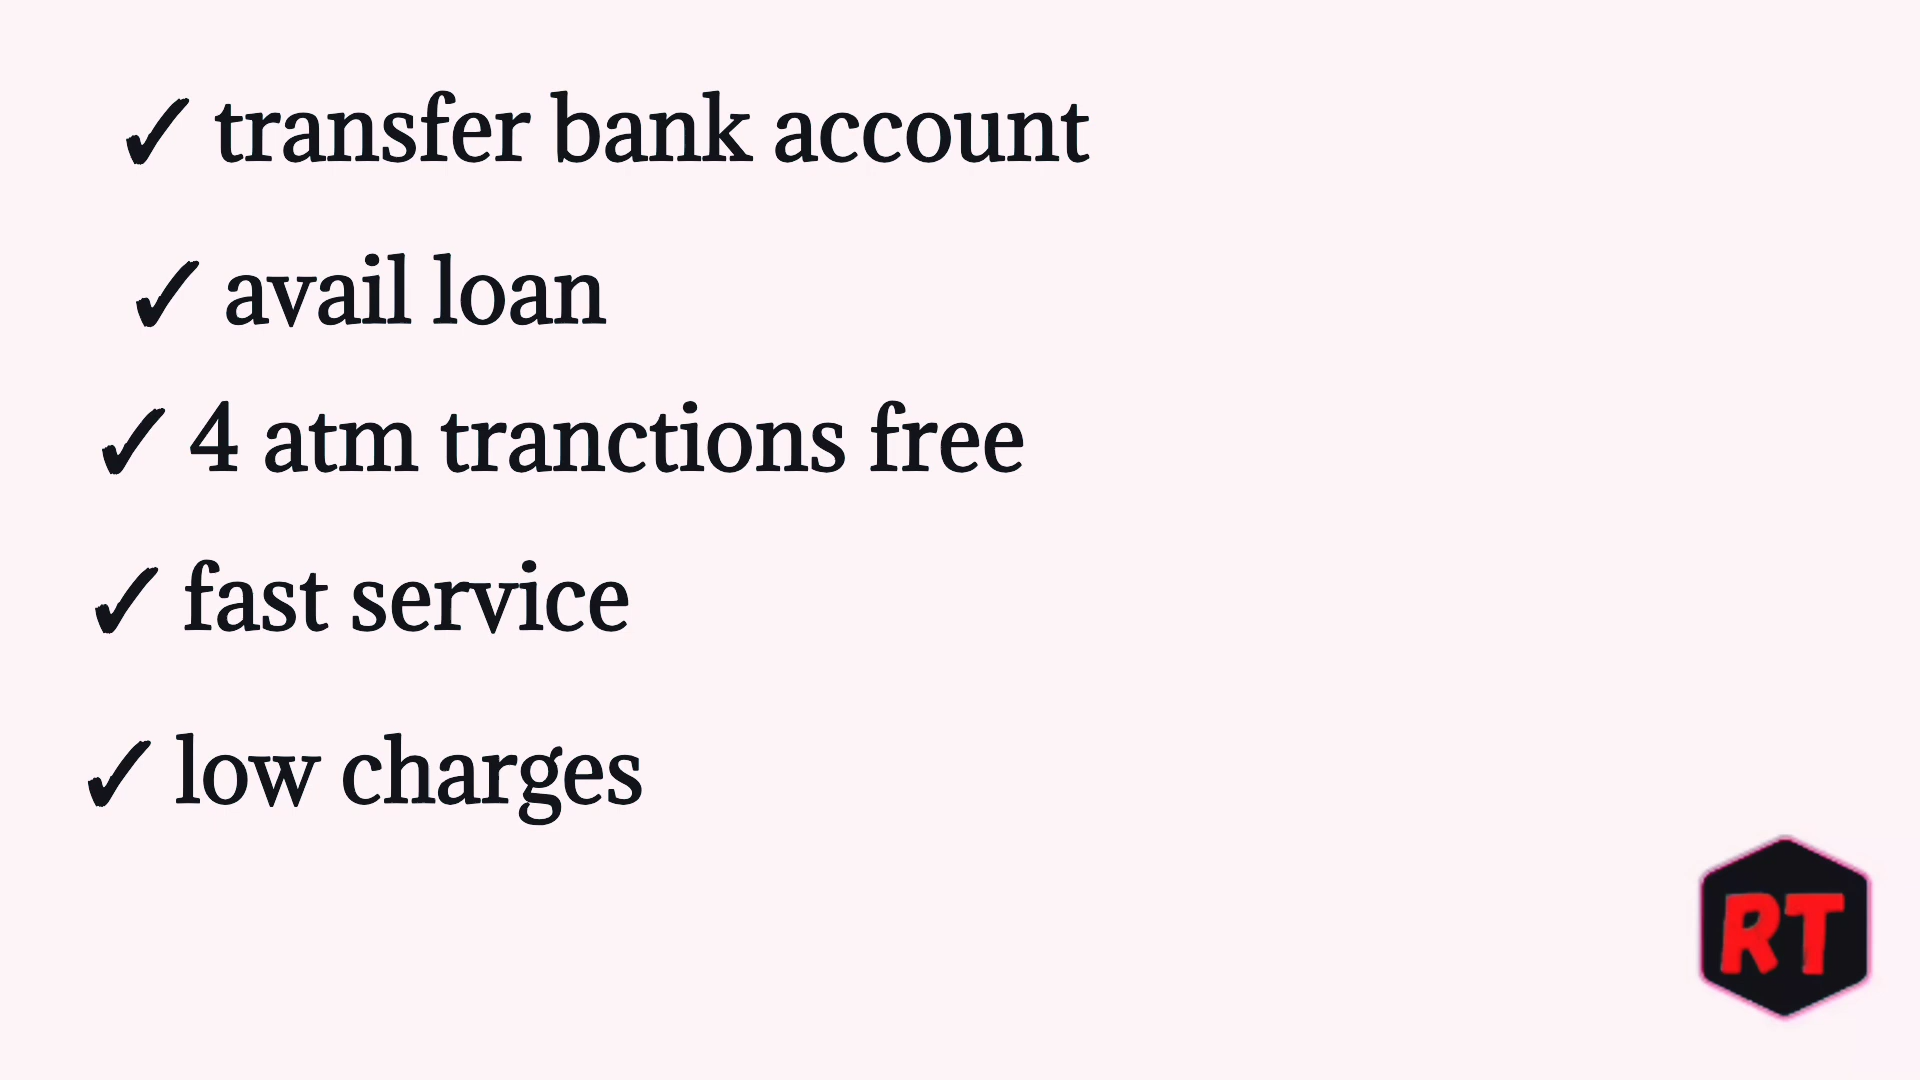 ✓ transfer bank account
✓ avail loan
✓ 4 atm tranctions free
✓ fast service
✓ low charges
RT